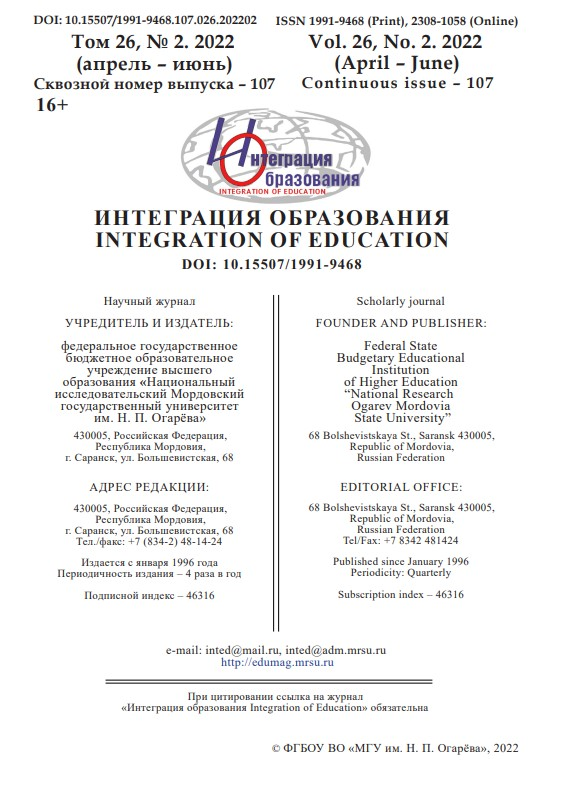 DOI: 10.15507/1991-9468.107.026.202202
ISSN 1991-9468 (Print), 2308-1058 (Online)
Том 26, № 2. 2022
(апрель – июнь)
Сквозной номер выпуска – 107
16+
Vol. 26, No. 2. 2022
(April – June)
Continuous issue – 107
Интеграция
Образования
INTEGRATION OF EDUCATION
ИНТЕГРАЦИЯ ОБРАЗОВАНИЯ
INTEGRATION OF EDUCATION
DOI: 10.15507/1991-9468
Научный журнал
УЧРЕДИТЕЛЬ И ИЗДАТЕЛЬ:
федеральное государственное
бюджетное образовательное
учреждение высшего
образования «Национальный
исследовательский Мордовский
государственный университет
им. Н. П. Огарёва»
430005, Российская Федерация,
Республика Мордовия,
г. Саранск, ул. Большевистская, 68
АДРЕС РЕДАКЦИИ:
430005, Российская Федерация,
Республика Мордовия,
г. Саранск, ул. Большевистская, 68
Тел./факс: +7 (834-2) 48-14-24
Издается с января 1996 года
Периодичность издания – 4 раза в год
Подписной индекс – 46316
Scholarly journal
FOUNDER AND PUBLISHER:
Federal State
Budgetary Educational
Institution
of Higher Education
“National Research
Ogarev Mordovia
State University”
68 Bolshevistskaya St., Saransk 430005,
Republic of Mordovia,
Russian Federation
EDITORIAL OFFICE:
68 Bolshevistskaya St., Saransk 430005,
Republic of Mordovia,
Russian Federation
Tel/Fax: +7 8342 481424
Published since January 1996
Periodicity: Quarterly
Subscription index – 46316
e-mail: inted@mail.ru, inted@adm.mrsu.ru
http://edumag.mrsu.ru
При цитировании ссылка на журнал
«Интеграция образования Integration of Education» обязательна
© ФГБОУ ВО «МГУ им. Н. П. Огарёва», 2022